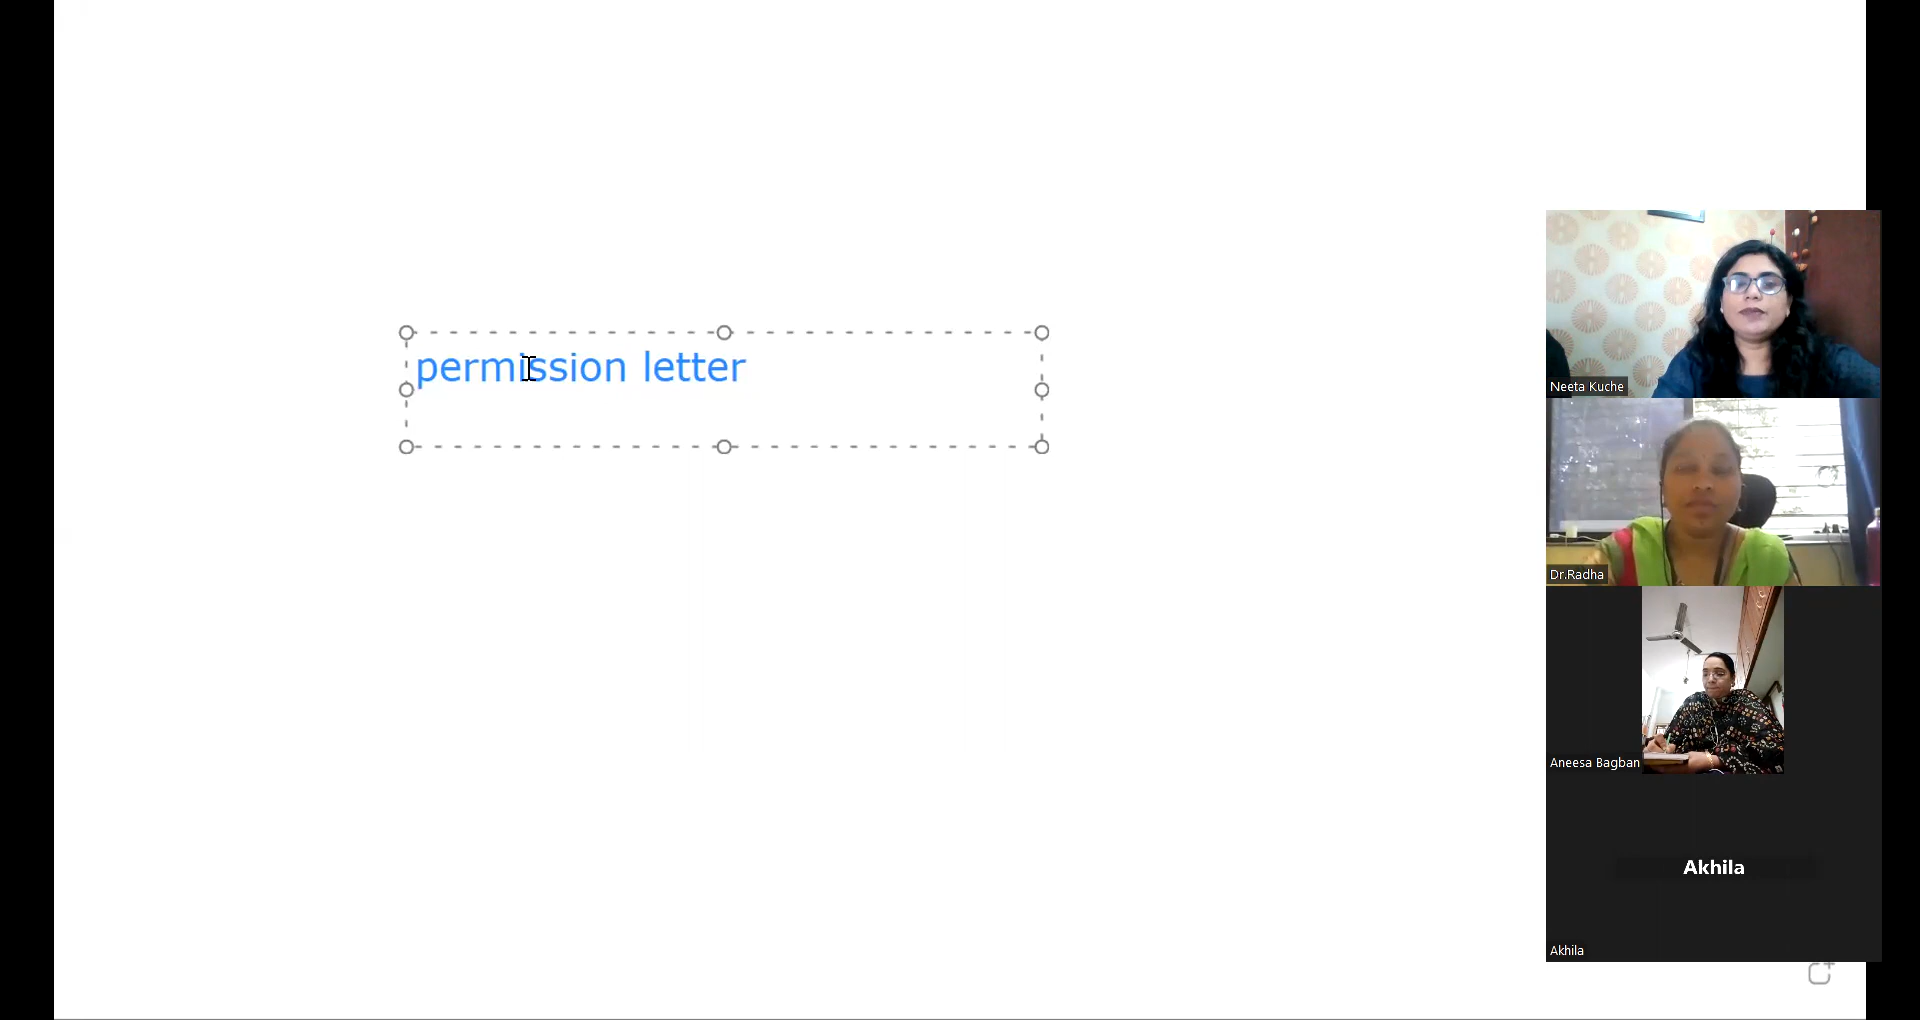 permission letter
Neeta Kuche
Dr.Radha
Aneesa Bagban
Akhila
Akhila